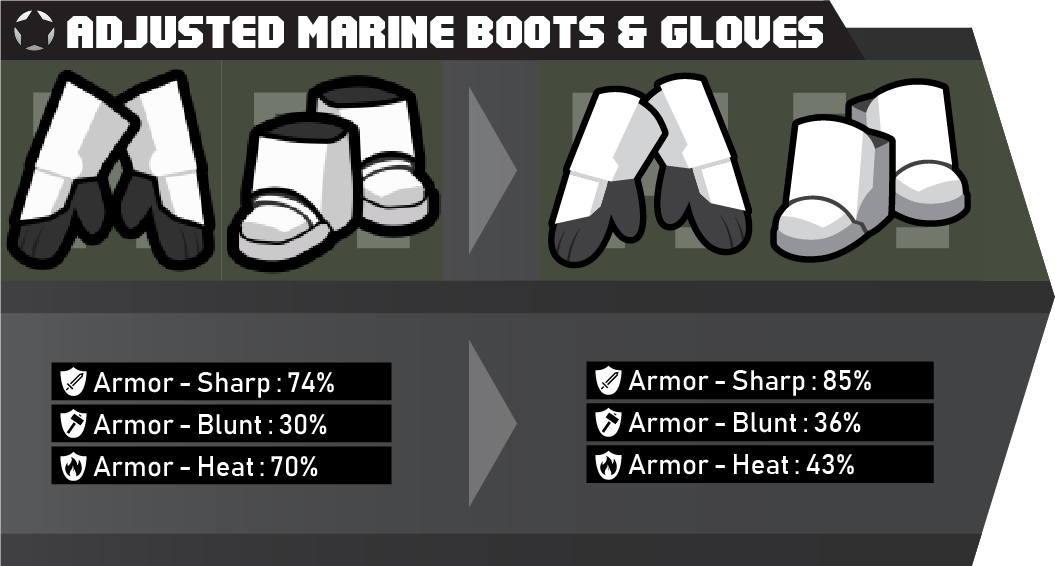 ADJUSTED MARINE BOOTS & GLOVES
Armor - Sharp : 74%
Armor - Blunt : 30%
Armor - Heat : 70%
Armor - Sharp : 85%
Armor - Blunt : 36%
Armor - Heat : 43%